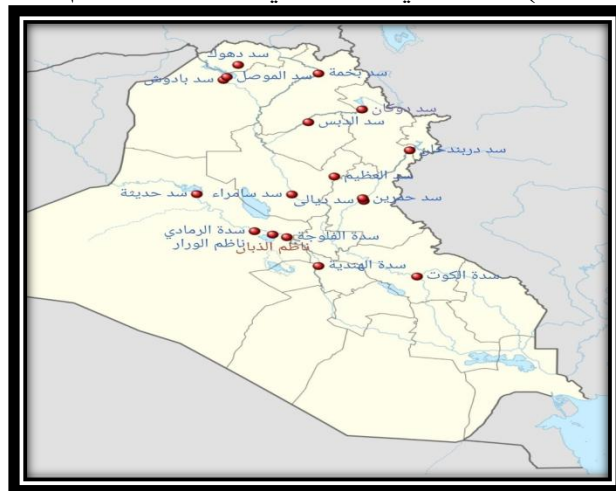 سد دهوك
سد الموصل
سد بادوش
سد بخمة
سد دوكان
سد الدبس
سد دربندخان
سد العظيم
سد حديثة
سد سامراء
سد ديالى
سد حمرين
سدة الرمادي
سدة الفلوجة
ناظم الورار
ناظم الذبان
سدة الهندية
سدة الكوت